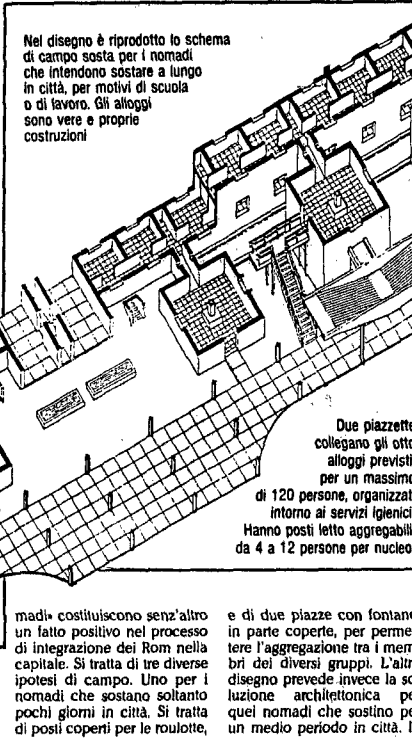 Nel disegno è riprodotto lo schema
di campo sosta per i nomadi
che intendono sostare a lungo
in città, per motivi di scuola
o di lavoro. Gli alloggi
sono vere e proprie
costruzioni
Due piazzette
collegano gli otto
alloggi previsti
per un massimo
di 120 persone, organizzat
intorno ai servizi igienici
Hanno posti letto aggregabili
da 4 a 12 persone per nucleo
madi» costituiscono senz'altro
un fatto positivo nel processo
di integrazione dei Rom nella
capitale. Si tratta di tre diverse
ipotesi di campo. Uno per i
nomadi che sostano soltanto
pochi giorni in città. Si tratta
di posti coperti per le roulotte,
e di due piazze con fontane
in parte coperte, per perme
tere l'aggregazione tra i mem
bri dei diversi gruppi. L'altr
disegno prevede invece la so
luzione architettonica pe
quei nomadi che sostino pe
un medio periodo in città. I